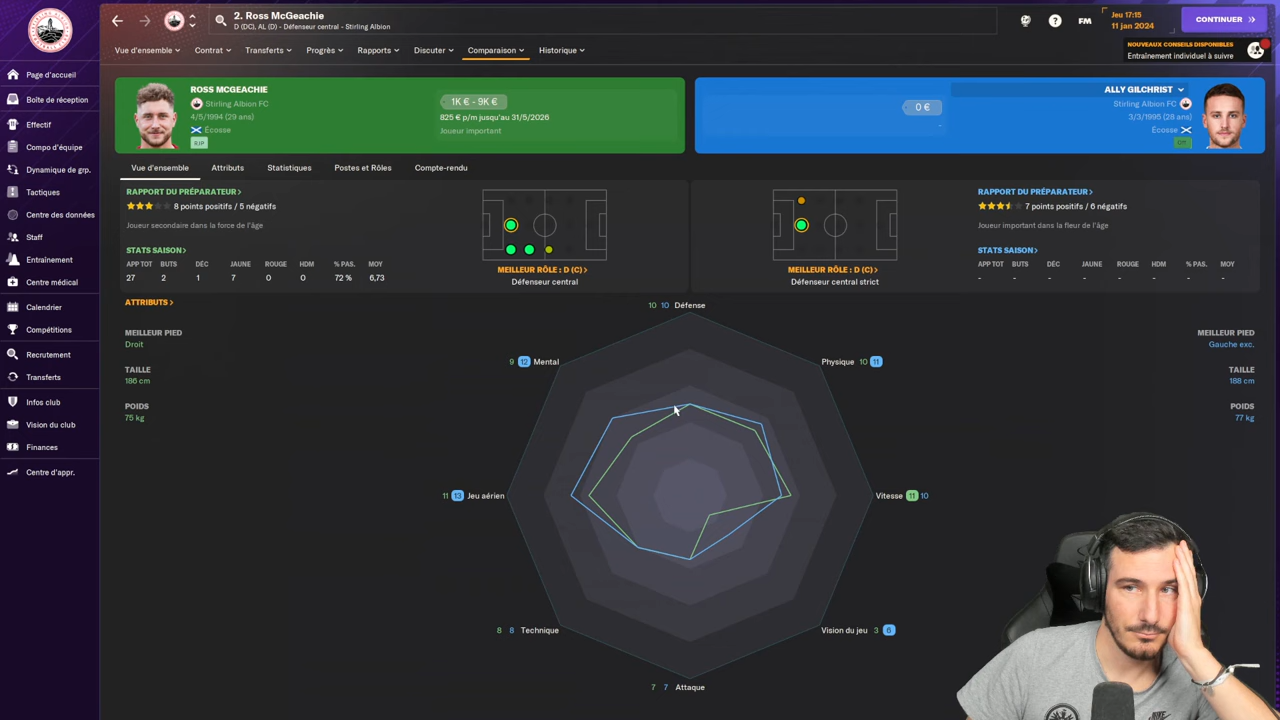 2. Ross McGeachie
D (DC), AL (D) - Défenseur central - Stirling Albion
FM
Jeu 17:15
11 jan 2024
CONTINUER
Vue d'ensemble
Contrat
Transferts
Progrès
Rapports
Discuter
Comparaison
Historique
NOUVEAUX CONSEILS DISPONIBLES
Entraînement individuel à suivre
Page d'accueil
Boîte de réception
Effectif
Compo d'équipe
Dynamique de grp.
Tactiques
Centre des données
Staff
Entraînement
Centre médical
Calendrier
Compétitions
Recrutement
Transferts
Infos club
Vision du club
Finances
Centre d'appr.
ROSS MCGEACHIE
Stirling Albion FC
4/5/1994 (29 ans)
Écosse
1K € - 9K €
825 € p/m jusqu'au 31/5/2026
Joueur important
0 €
-
ALLY GILCHRIST
Stirling Albion FC
3/3/1995 (28 ans)
Écosse
Vue d'ensemble
Attributs
Statistiques
Postes et Rôles
Compte-rendu
RAPPORT DU PRÉPARATEUR >
8 points positifs / 5 négatifs
Joueur secondaire dans la force de l'âge
STATS SAISON >
APP TOT BUTS DÉC JAUNE ROUGE HDM % PAS. MOY
27 2 1 7 0 0 72 % 6,73
MEILLEUR RÔLE : D (C) >
Défenseur central
MEILLEUR RÔLE : D (C) >
Défenseur central strict
RAPPORT DU PRÉPARATEUR >
7 points positifs / 6 négatifs
Joueur important dans la fleur de l'âge
STATS SAISON >
APP TOT BUTS DÉC JAUNE ROUGE HDM % PAS. MOY
- - - - - - - -
ATTRIBUTS >
MEILLEUR PIED
Droit
TAILLE
186 cm
POIDS
75 kg
10 10 Défense
9 12 Mental
Physique 10 11
11 13 Jeu aérien
Vitesse 11 10
8 8 Technique
Vision du jeu 3 6
7 7 Attaque
MEILLEUR PIED
Gauche exc.
TAILLE
188 cm
POIDS
77 kg